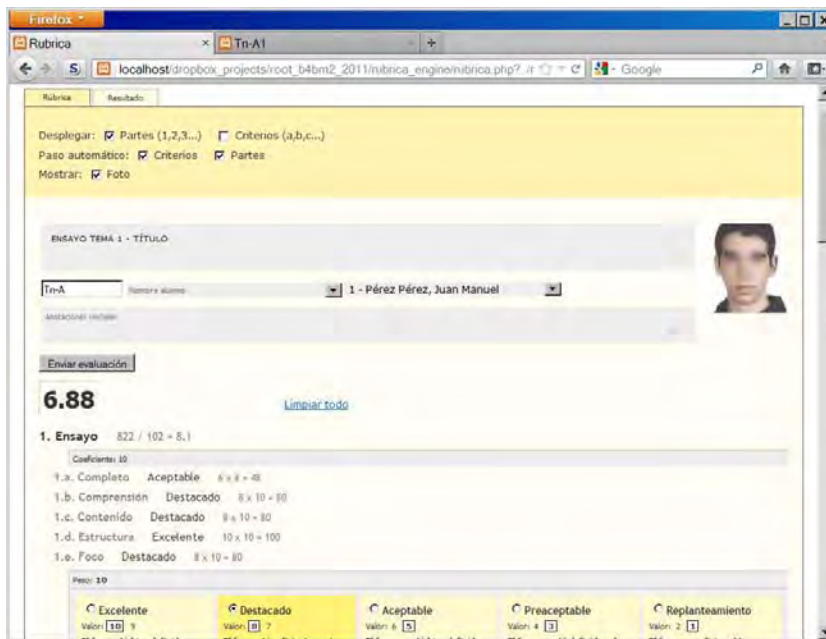 Firefox
Rubrica × Tn-A1 +
localhost/dropbox_projects/root_b4bm2_2011/rubrica_engine/rubrica.php? Google
Rúbrica Resultado
Desplegar: Partes (1,2,3...) Criterios (a,b,c...)
Paso automático: Criterios Partes
Mostrar: Foto
ENSAYO TEMA 1 - TÍTULO
Tn-A 1 - Pérez Pérez, Juan Manuel
Enviar evaluación
6.88 Limpiar todo
1. Ensayo 822 / 102 = 8.1
Coeficiente: 10
1.a. Completo Aceptable 6 x 8 = 48
1.b. Comprensión Destacado 8 x 10 = 80
1.c. Contenido Destacado 8 x 10 = 80
1.d. Estructura Excelente 10 x 10 = 100
1.e. Foco Destacado 8 x 10 = 80
Peso: 10
Excelente Destacado Aceptable Preaceptable Replanteamiento
Valor: 10 9 Valor: 8 7 Valor: 6 5 Valor: 4 3 Valor: 2 1